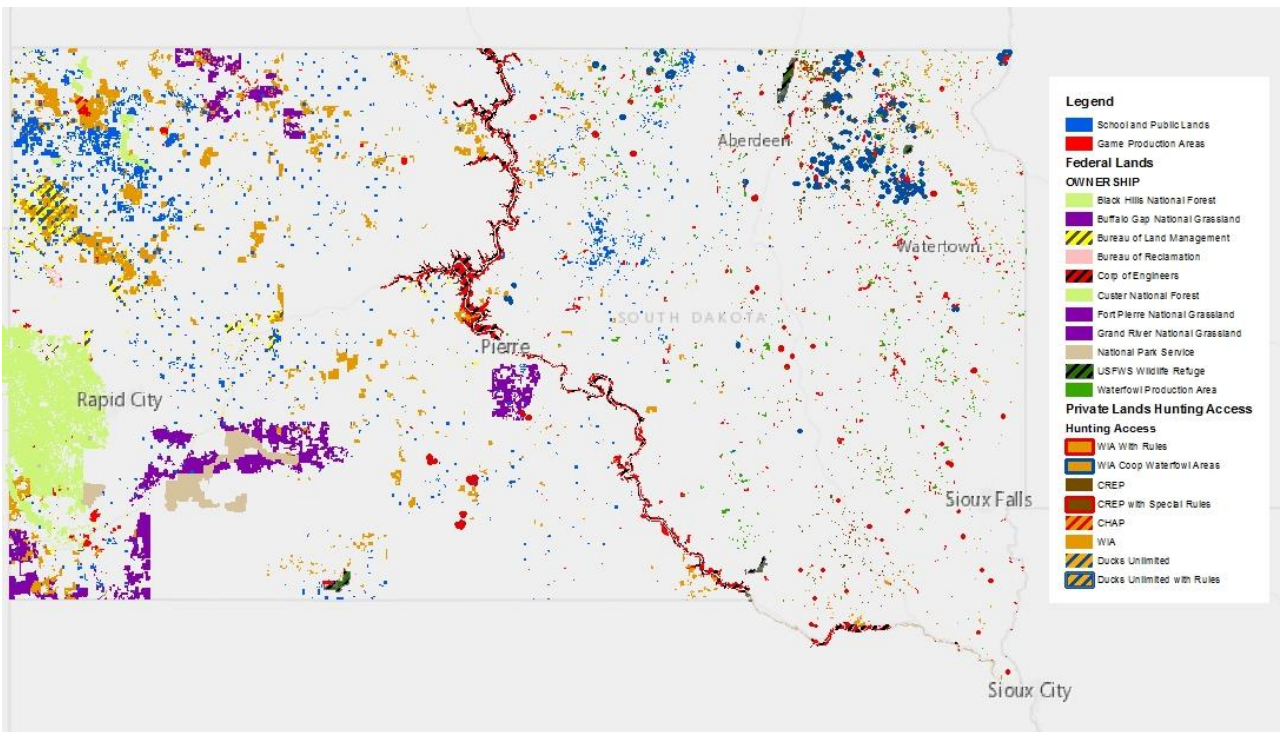 Aberdeen
Watertown
SOUTH DAKOTA
Pierre
Rapid City
Sioux Falls
Sioux City
Legend
School and Public Lands
Game Production Areas
Federal Lands
OWNERSHIP
Black Hills National Forest
Buffalo Gap National Grassland
Bureau of Land Management
Bureau of Reclamation
Corp of Engineers
Custer National Forest
Fort Pierre National Grassland
Grand River National Grassland
National Park Service
USFWS Wildlife Refuge
Waterfowl Production Area
Private Lands Hunting Access
Hunting Access
WIA With Rules
WIA Coop Waterfowl Areas
CREP
CREP with Special Rules
CHAP
WIA
Ducks Unlimited
Ducks Unlimited with Rules